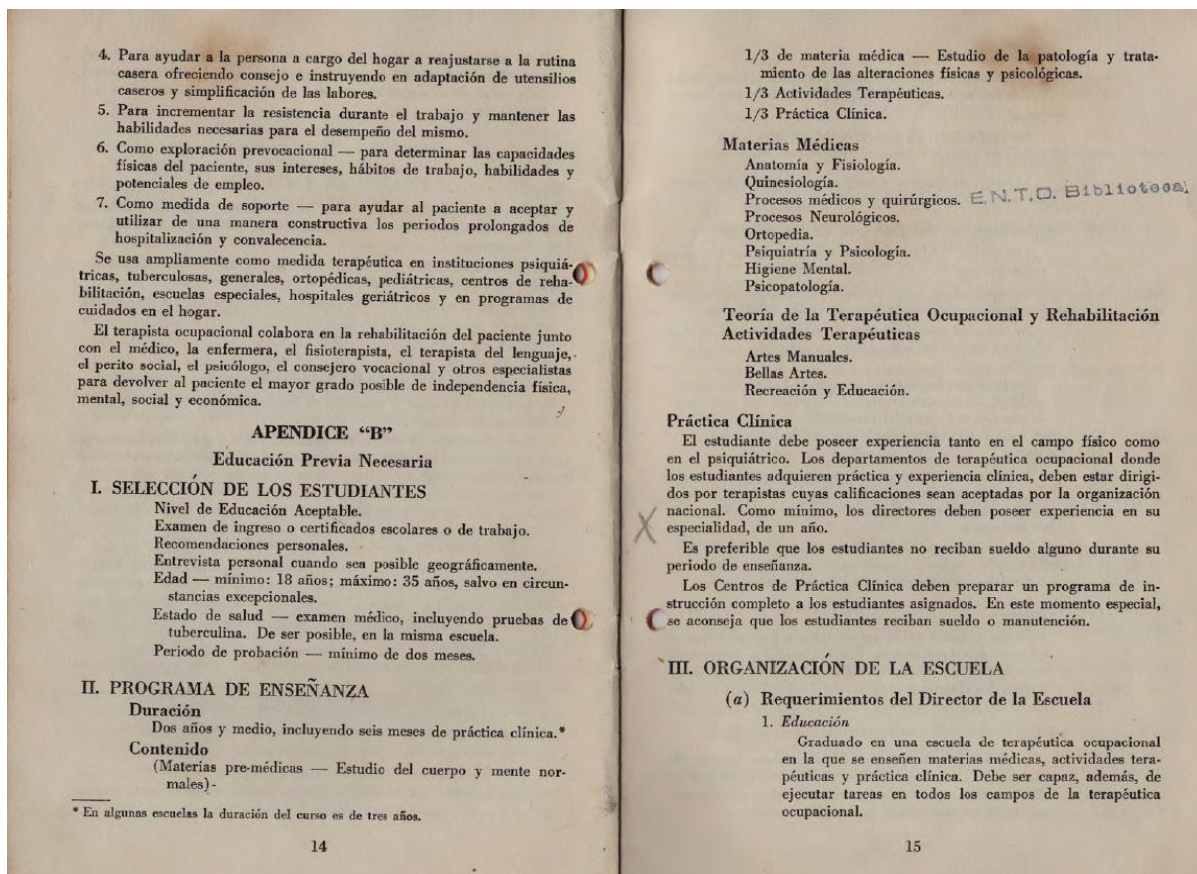 4. Para ayudar a la persona a cargo del hogar a reajustarse a la rutina
casera ofreciendo consejo e instruyendo en adaptación de utensilios
caseros y simplificación de las labores.
5. Para incrementar la resistencia durante el trabajo y mantener las
habilidades necesarias para el desempeño del mismo.
6. Como exploración prevocacional — para determinar las capacidades
físicas del paciente, sus intereses, hábitos de trabajo, habilidades y
potenciales de empleo.
7. Como medida de soporte — para ayudar al paciente a aceptar y
utilizar de una manera constructiva los periodos prolongados de
hospitalización y convalecencia.
Se usa ampliamente como medida terapéutica en instituciones psiquiá-
tricas, tuberculosas, generales, ortopédicas, pediátricas, centros de reha-
bilitación, escuelas especiales, hospitales geriátricos y en programas de
cuidados en el hogar.
El terapista ocupacional colabora en la rehabilitación del paciente junto
con el médico, la enfermera, el fisioterapista, el terapista del lenguaje,
el perito social, el psicólogo, el consejero vocacional y otros especialistas
para devolver al paciente el mayor grado posible de independencia física,
mental, social y económica.
APENDICE “B”
Educación Previa Necesaria
I. SELECCIÓN DE LOS ESTUDIANTES
Nivel de Educación Aceptable.
Examen de ingreso o certificados escolares o de trabajo.
Recomendaciones personales.
Entrevista personal cuando sea posible geográficamente.
Edad — mínimo: 18 años; máximo: 35 años, salvo en circun-
stancias excepcionales.
Estado de salud — examen médico, incluyendo pruebas de
tuberculina. De ser posible, en la misma escuela.
Periodo de probación — mínimo de dos meses.
II. PROGRAMA DE ENSEÑANZA
Duración
Dos años y medio, incluyendo seis meses de práctica clínica.*
Contenido
(Materias pre-médicas — Estudio del cuerpo y mente nor-
males)-
* En algunas escuelas la duración del curso es de tres años.
14
1/3 de materia médica — Estudio de la patología y trata-
miento de las alteraciones físicas y psicológicas.
1/3 Actividades Terapéuticas.
1/3 Práctica Clínica.
Materias Médicas
Anatomía y Fisiología.
Quinesiología.
Procesos médicos y quirúrgicos. E.N.T.O. Biblioteca
Procesos Neurológicos.
Ortopedia.
Psiquiatría y Psicología.
Higiene Mental.
Psicopatología.
Teoría de la Terapéutica Ocupacional y Rehabilitación
Actividades Terapéuticas
Artes Manuales.
Bellas Artes.
Recreación y Educación.
Práctica Clínica
El estudiante debe poseer experiencia tanto en el campo físico como
en el psiquiátrico. Los departamentos de terapéutica ocupacional donde
los estudiantes adquieren práctica y experiencia clínica, deben estar dirigi-
dos por terapistas cuyas calificaciones sean aceptadas por la organización
nacional. Como mínimo, los directores deben poseer experiencia en su
X especialidad, de un año.
Es preferible que los estudiantes no reciban sueldo alguno durante su
periodo de enseñanza.
Los Centros de Práctica Clínica deben preparar un programa de in-
strucción completo a los estudiantes asignados. En este momento especial,
se aconseja que los estudiantes reciban sueldo o manutención.
III. ORGANIZACIÓN DE LA ESCUELA
(a) Requerimientos del Director de la Escuela
1. Educación
Graduado en una escuela de terapéutica ocupacional
en la que se enseñen materias médicas, actividades tera-
péuticas y práctica clínica. Debe ser capaz, además, de
ejecutar tareas en todos los campos de la terapéutica
ocupacional.
15